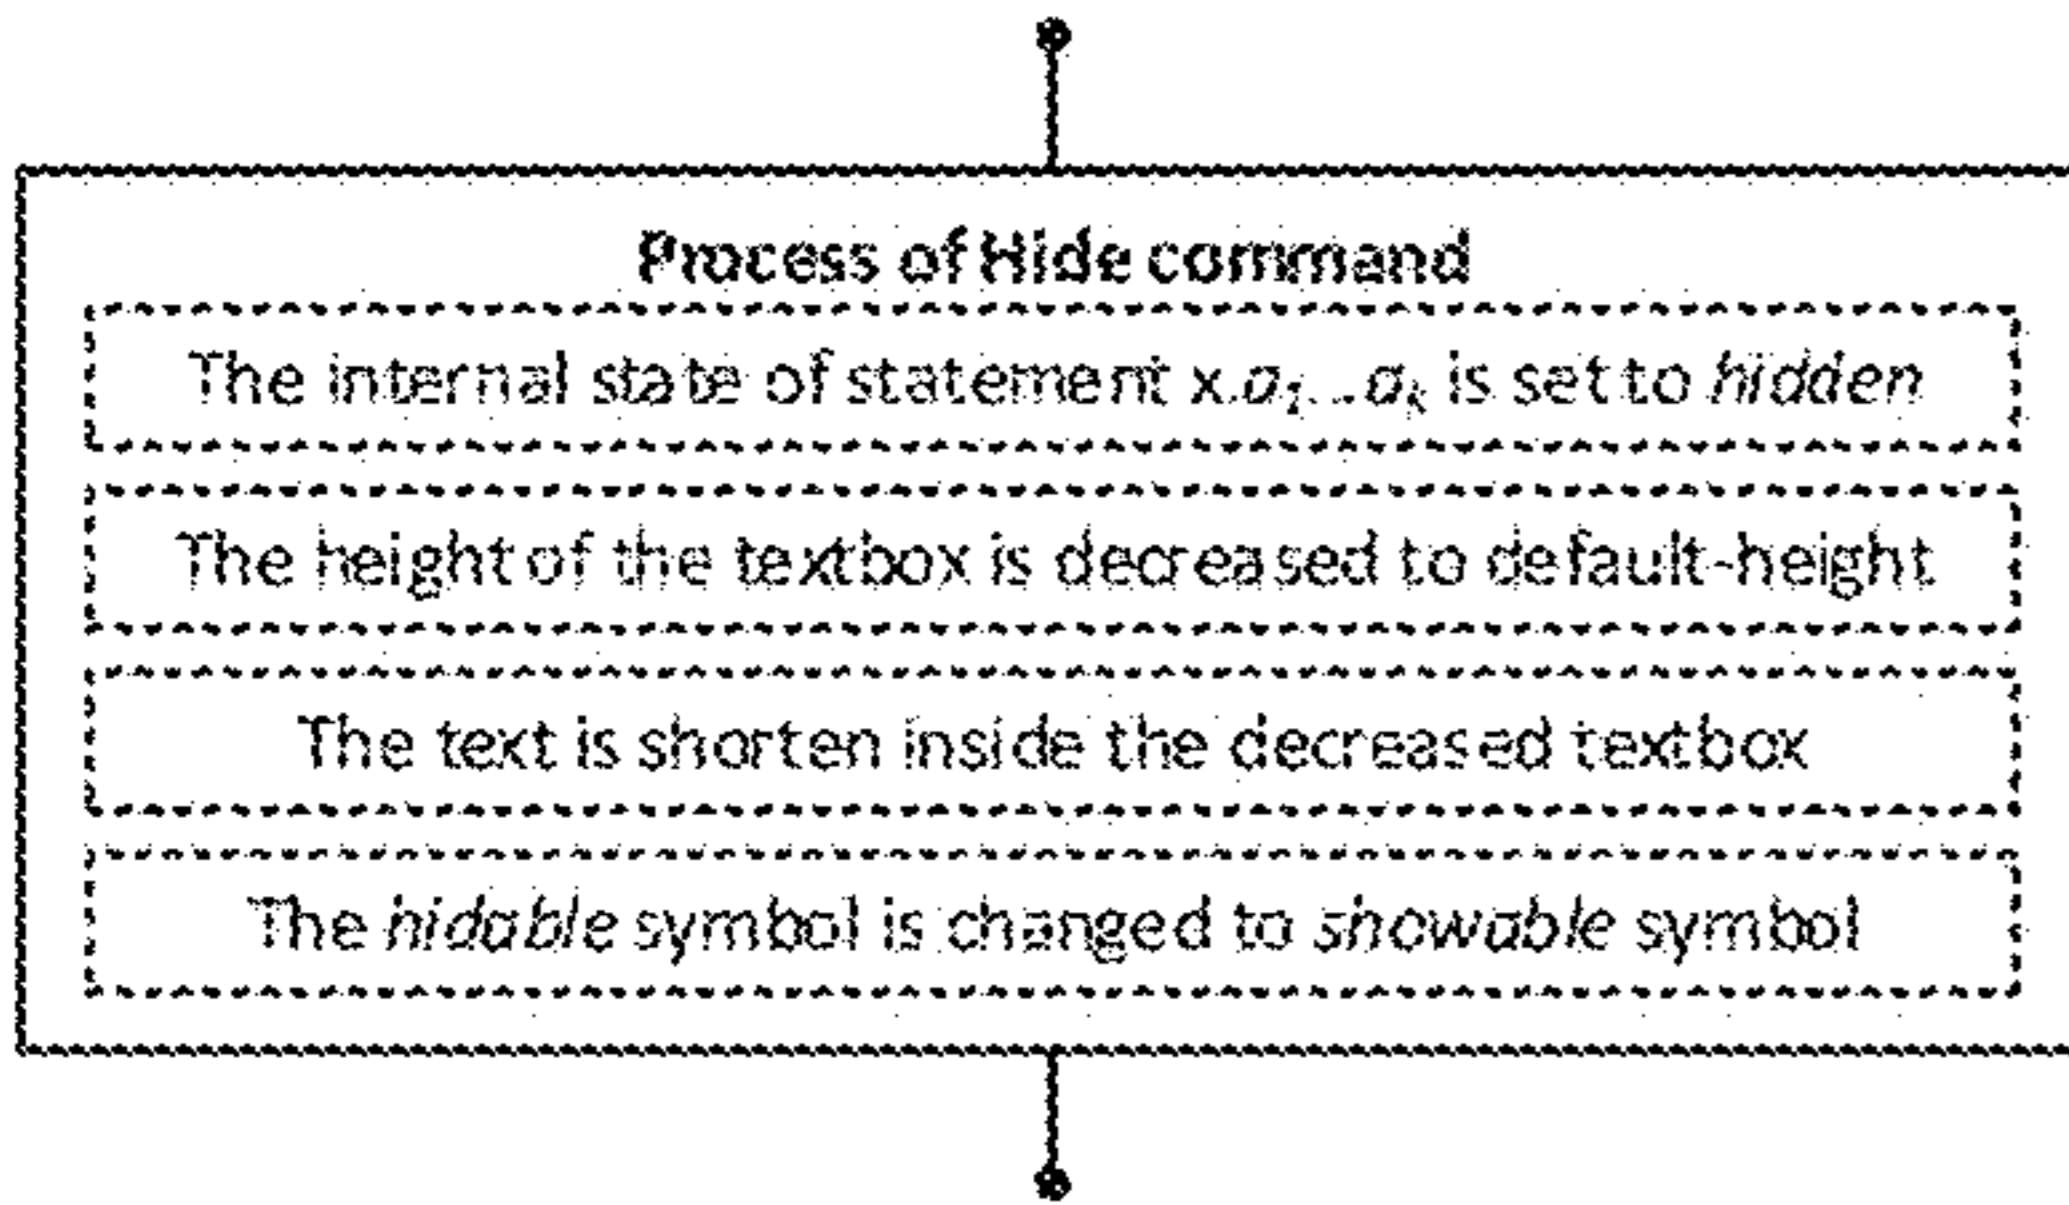 Process of Hide command
The internal state of statement x.a₁...aₖ is set to hidden
The height of the textbox is decreased to default-height
The text is shorten inside the decreased textbox
The hidable symbol is changed to showable symbol